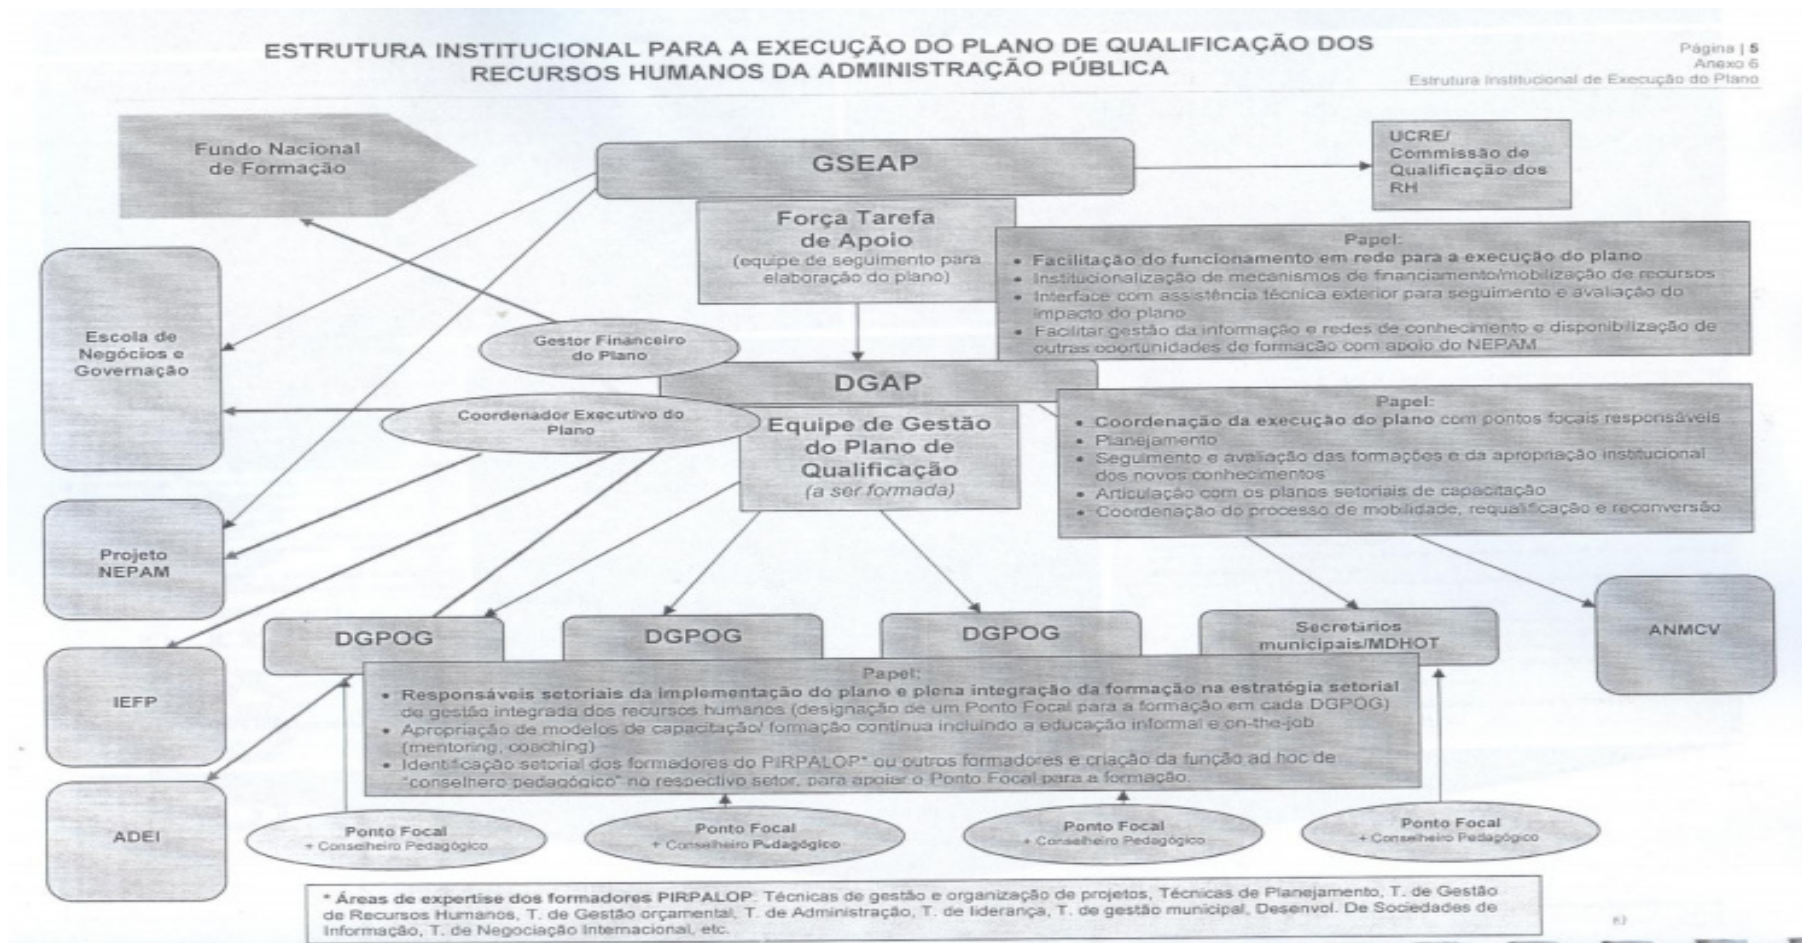 ESTRUTURA INSTITUCIONAL PARA A EXECUÇÃO DO PLANO DE QUALIFICAÇÃO DOS
RECURSOS HUMANOS DA ADMINISTRAÇÃO PÚBLICA
Página | 5
Anexo 6
Estrutura Institucional de Execução do Plano
Fundo Nacional
de Formação
GSEAP
UCRE/
Commissão de
Qualificação dos
RH
Força Tarefa
de Apoio
(equipe de seguimento para
elaboração do plano)
Papel:
• Facilitação do funcionamento em rede para a execução do plano
• Institucionalização de mecanismos de financiamento/mobilização de recursos
• Interface com assistência técnica exterior para seguimento e avaliação do
impacto do plano
• Facilitar gestão da informação e redes de conhecimento e disponibilização de
outras oportunidades de formação com apoio do NEPAM
Escola de
Negócios e
Governação
Gestor Financeiro
do Plano
DGAP
Coordenador Executivo do
Plano
Equipe de Gestão
do Plano de
Qualificação
(a ser formada)
Papel:
• Coordenação da execução do plano com pontos focais responsáveis
• Planejamento
• Seguimento e avaliação das formações e da apropriação institucional
dos novos conhecimentos
• Articulação com os planos setoriais de capacitação
• Coordenação do processo de mobilidade, requalificação e reconversão
Projeto
NEPAM
DGPOG
DGPOG
DGPOG
Secretários
municipais/MDHOT
ANMCV
IEFP
Papel:
• Responsáveis setoriais da implementação do plano e plena integração da formação na estratégia setorial
de gestão integrada dos recursos humanos (designação de um Ponto Focal para a formação em cada DGPOG)
• Apropriação de modelos de capacitação/ formação contínua incluindo a educação informal e on-the-job
(mentoring, coaching)
• Identificação setorial dos formadores do PIRPALOP* ou outros formadores e criação da função ad hoc de
"conselhero pedagógico" no respectivo setor, para apoiar o Ponto Focal para a formação.
ADEI
Ponto Focal
+ Conselheiro Pedagógico
Ponto Focal
+ Conselheiro Pedagógico
Ponto Focal
+ Conselheiro Pedagógico
Ponto Focal
+ Conselheiro Pedagógico
* Áreas de expertise dos formadores PIRPALOP: Técnicas de gestão e organização de projetos, Técnicas de Planejamento, T. de Gestão
de Recursos Humanos, T. de Gestão orçamental, T. de Administração, T. de liderança, T. de gestão municipal, Desenvol. De Sociedades de
Informação, T. de Negociação Internacional, etc.